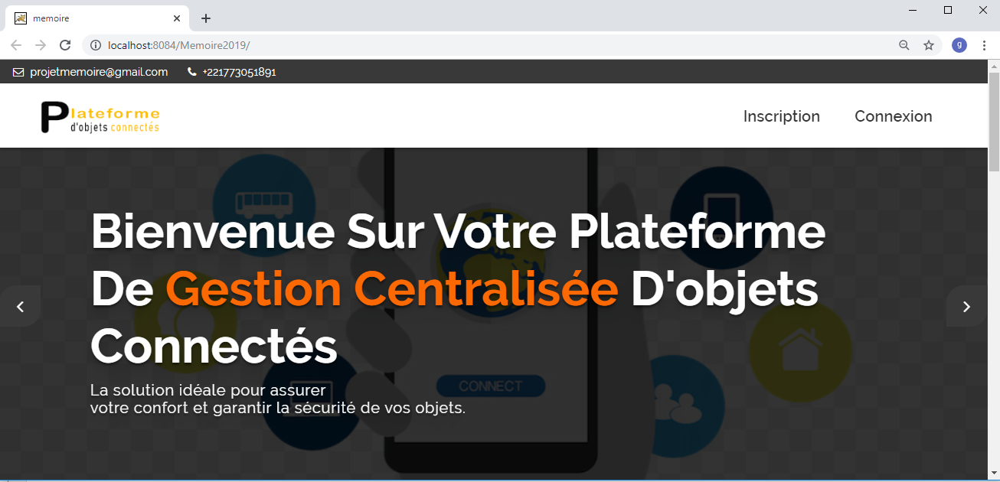 memoire
localhost:8084/Memoire2019/
g
projetmemoire@gmail.com +221773051891
Plateforme
d'objets connectés
Inscription Connexion
Bienvenue Sur Votre Plateforme
De Gestion Centralisée D'objets
Connectés
CONNECT
La solution idéale pour assurer
votre confort et garantir la sécurité de vos objets.